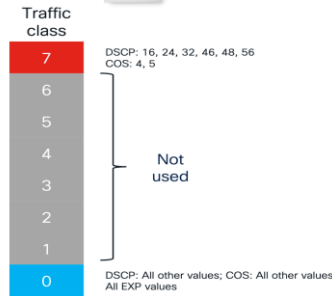 Traffic
class
7
DSCP: 16, 24, 32, 46, 48, 56
COS: 4, 5
6
5
4
3
2
1
Not
used
0
DSCP: All other values; COS: All other values
All EXP values